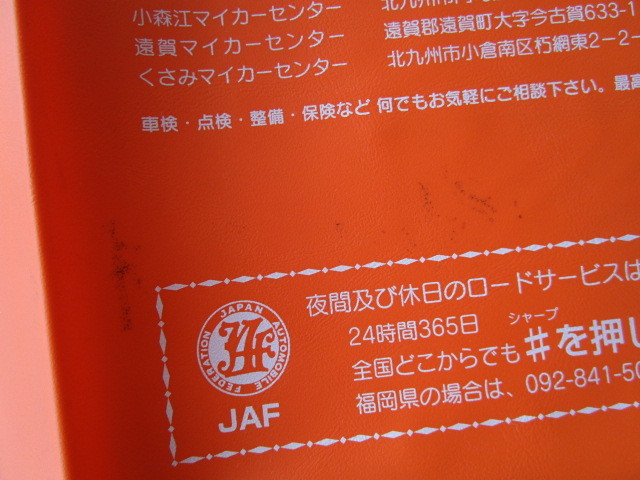 小森江マイカーセンター
遠賀マイカーセンター 遠賀郡遠賀町大字今古賀633-1
くさみマイカーセンター 北九州市小倉南区朽網東2-2-
車検・点検・整備・保険など 何でもお気軽にご相談下さい。最高
夜間及び休日のロードサービスは
24時間365日
シャープ
全国どこからでも♯を押し
福岡県の場合は、092-841-50
JAPAN AUTOMOBILE FEDERATION
JAF
JAF